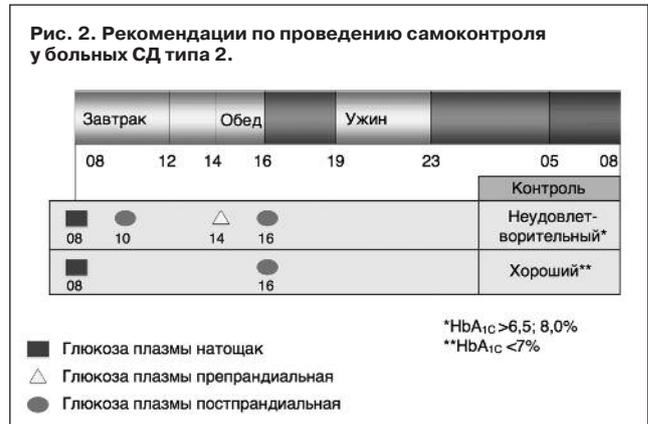 Рис. 2. Рекомендации по проведению самоконтроля
у больных СД типа 2.
Завтрак Обед Ужин
08 12 14 16 19 23 05 08
Контроль
Неудовлет-
ворительный*
08 10 14 16
Хороший**
08 16
*HbA1C >6,5; 8,0%
**HbA1C <7%
Глюкоза плазмы натощак
Глюкоза плазмы препрандиальная
Глюкоза плазмы постпрандиальная